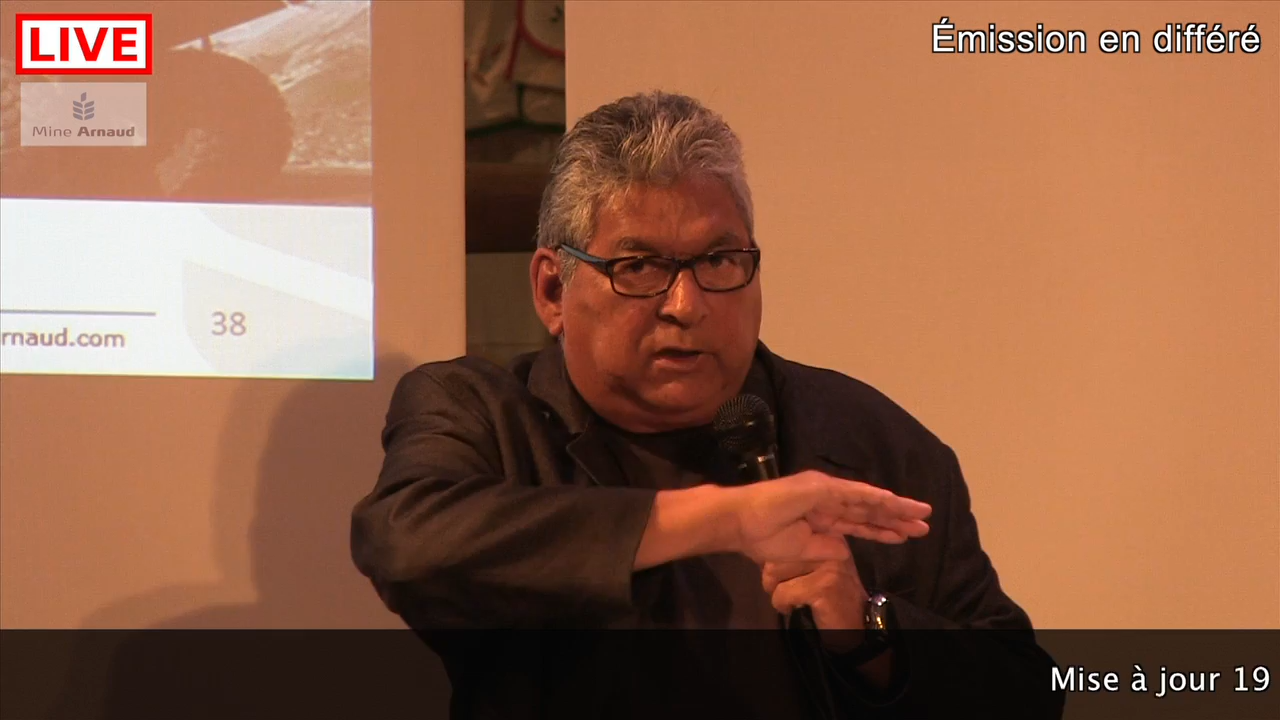 LIVE
Émission en différé
Mine Arnaud
38
rnaud.com
Mise à jour 19